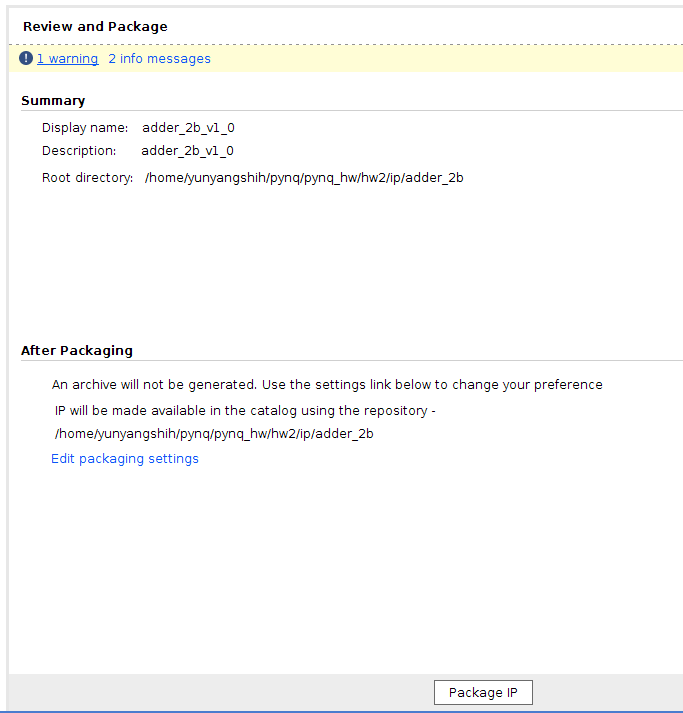 Review and Package
1 warning 2 info messages
Summary
Display name: adder_2b_v1_0
Description: adder_2b_v1_0
Root directory: /home/yunyangshih/pynq/pynq_hw/hw2/ip/adder_2b
After Packaging
An archive will not be generated. Use the settings link below to change your preference
IP will be made available in the catalog using the repository -
/home/yunyangshih/pynq/pynq_hw/hw2/ip/adder_2b
Edit packaging settings
Package IP